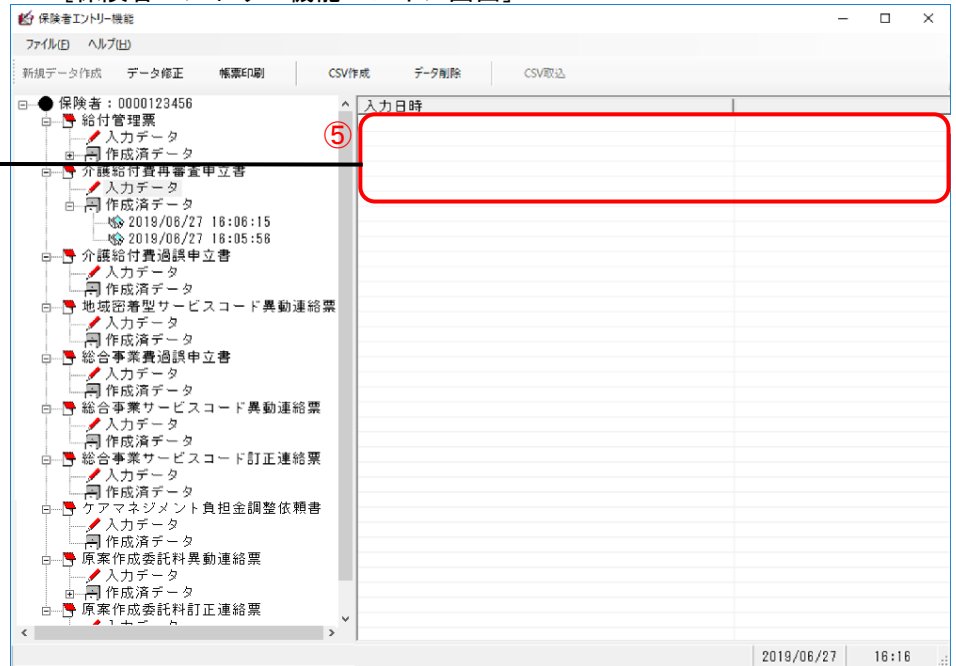 保険者エントリー機能
ファイル(F) ヘルプ(H)
新規データ作成 データ修正 帳票印刷 CSV作成 データ削除 CSV取込
保険者：0000123456
給付管理票
入力データ
作成済データ
介護給付費再審査申立書
入力データ
作成済データ
2019/06/27 16:06:15
2019/06/27 16:05:56
介護給付費過誤申立書
入力データ
作成済データ
地域密着型サービスコード異動連絡票
入力データ
作成済データ
総合事業費過誤申立書
入力データ
作成済データ
総合事業サービスコード異動連絡票
入力データ
作成済データ
総合事業サービスコード訂正連絡票
入力データ
作成済データ
ケアマネジメント負担金調整依頼書
入力データ
作成済データ
原案作成委託料異動連絡票
入力データ
作成済データ
原案作成委託料訂正連絡票
入力日時
⑤
2019/06/27 16:16